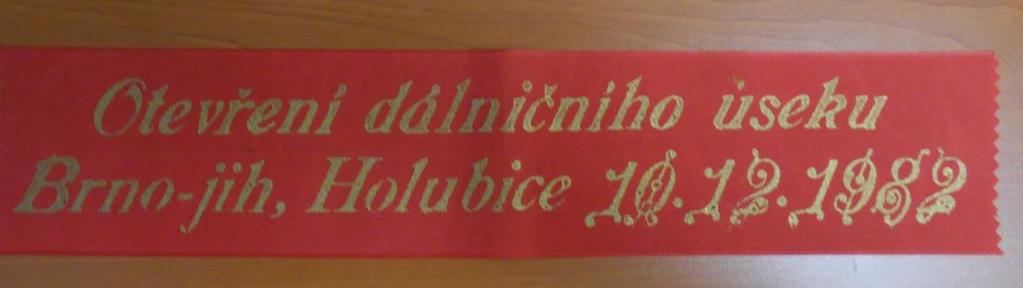 Otevření dálničního úseku
Brno-jih, Holubice 10.12.1982